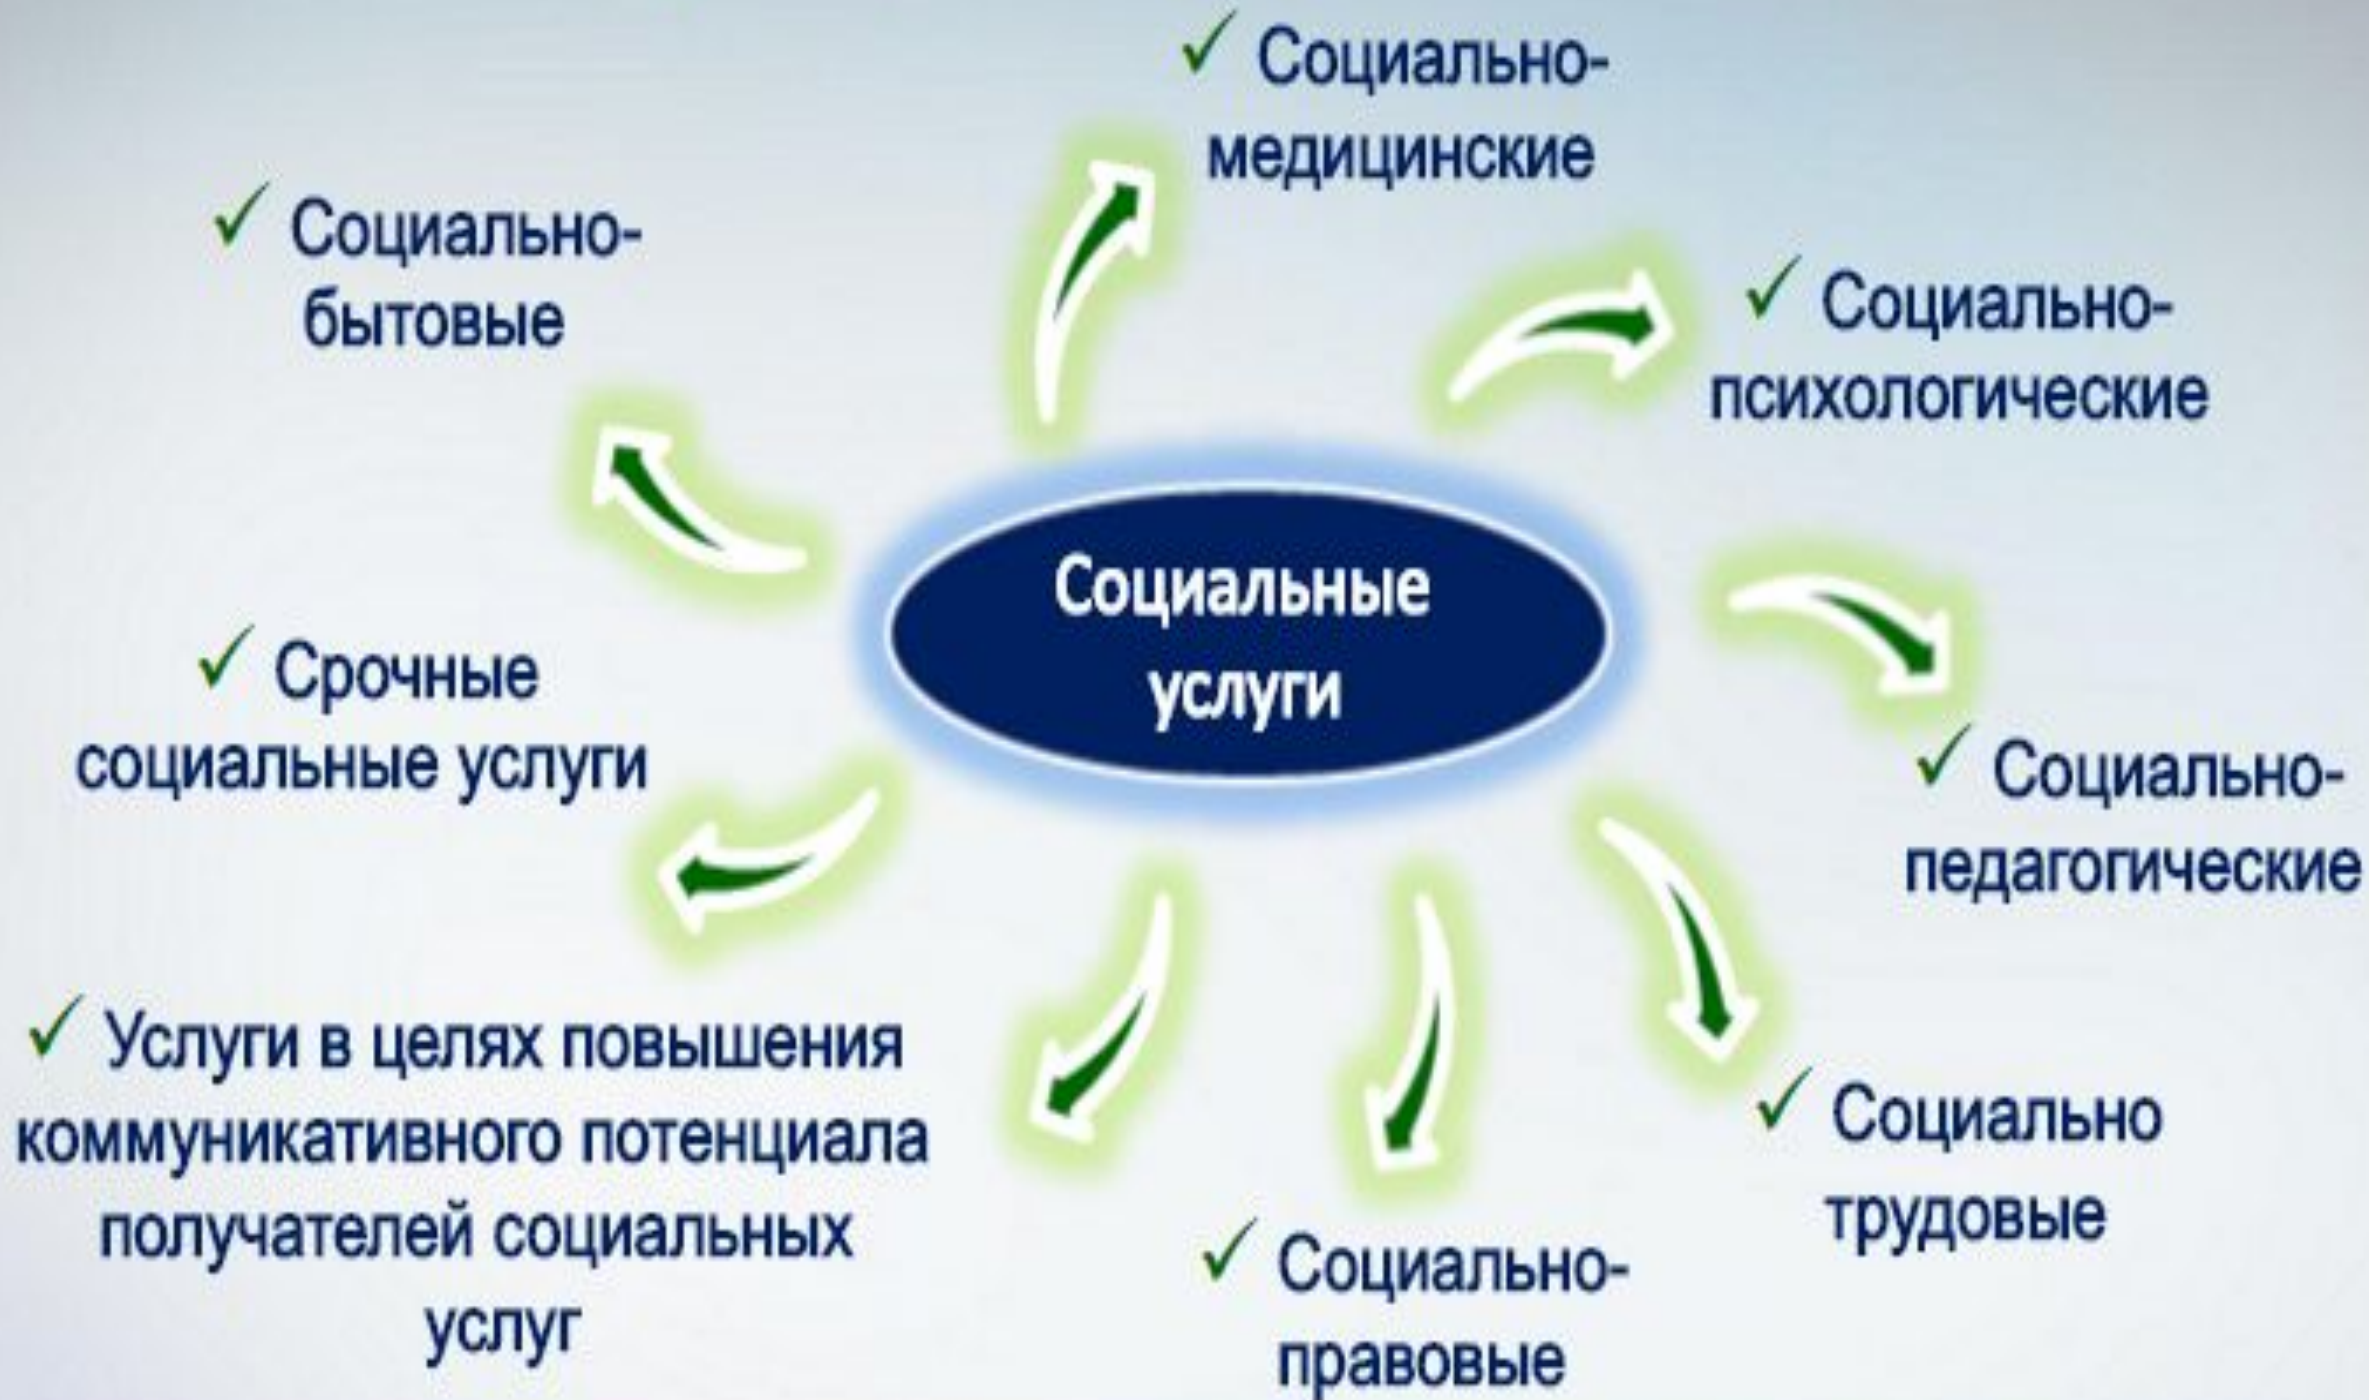 ✓ Социально-
медицинские
✓ Социально-
бытовые
✓ Социально-
психологические
Социальные
услуги
✓ Срочные
социальные услуги
✓ Социально-
педагогические
✓ Услуги в целях повышения
коммуникативного потенциала
получателей социальных
услуг
✓ Социально
трудовые
✓ Социально-
правовые